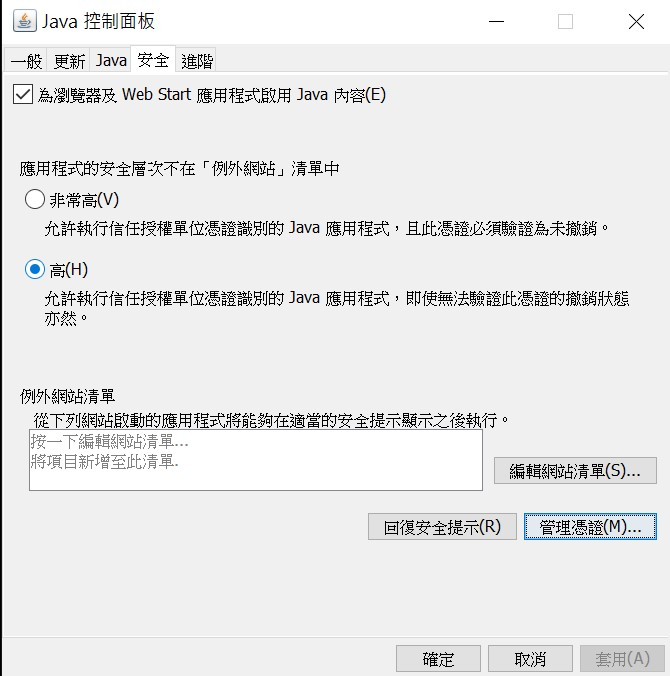 Java 控制面板
一般 更新 Java 安全 進階
為瀏覽器及 Web Start 應用程式啟用 Java 內容(E)
應用程式的安全層次不在「例外網站」清單中
非常高(V)
允許執行信任授權單位憑證識別的 Java 應用程式，且此憑證必須驗證為未撤銷。
高(H)
允許執行信任授權單位憑證識別的 Java 應用程式，即使無法驗證此憑證的撤銷狀態
亦然。
例外網站清單
從下列網站啟動的應用程式將能夠在適當的安全提示顯示之後執行。
按一下編輯網站清單...
將項目新增至此清單.
編輯網站清單(S)...
回復安全提示(R) 管理憑證(M)...
確定 取消 套用(A)